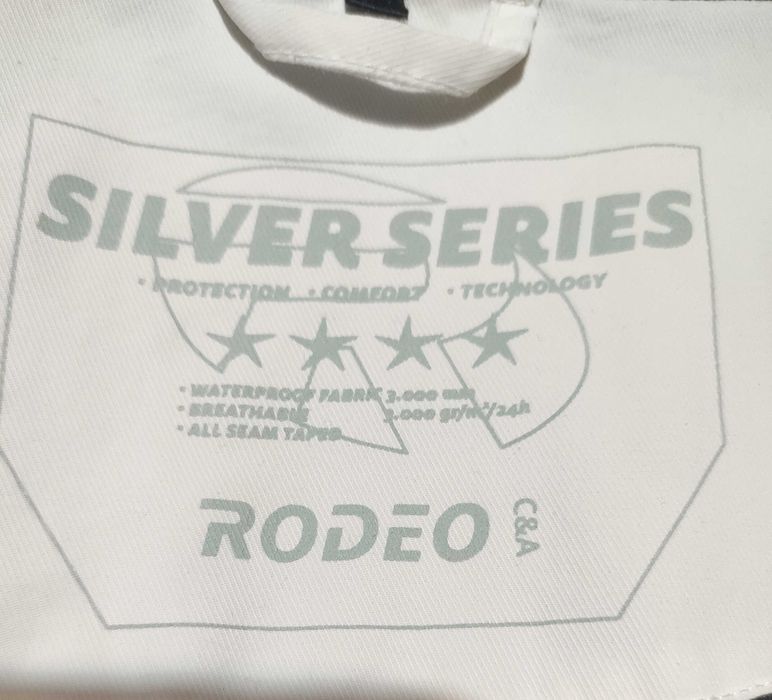 SILVER SERIES
• PROTECTION • COMFORT • TECHNOLOGY
• WATERPROOF FABRIC 3.000 mm
• BREATHABLE 3.000 gr/m²/24h
• ALL SEAM TAPED
RODEO C&A